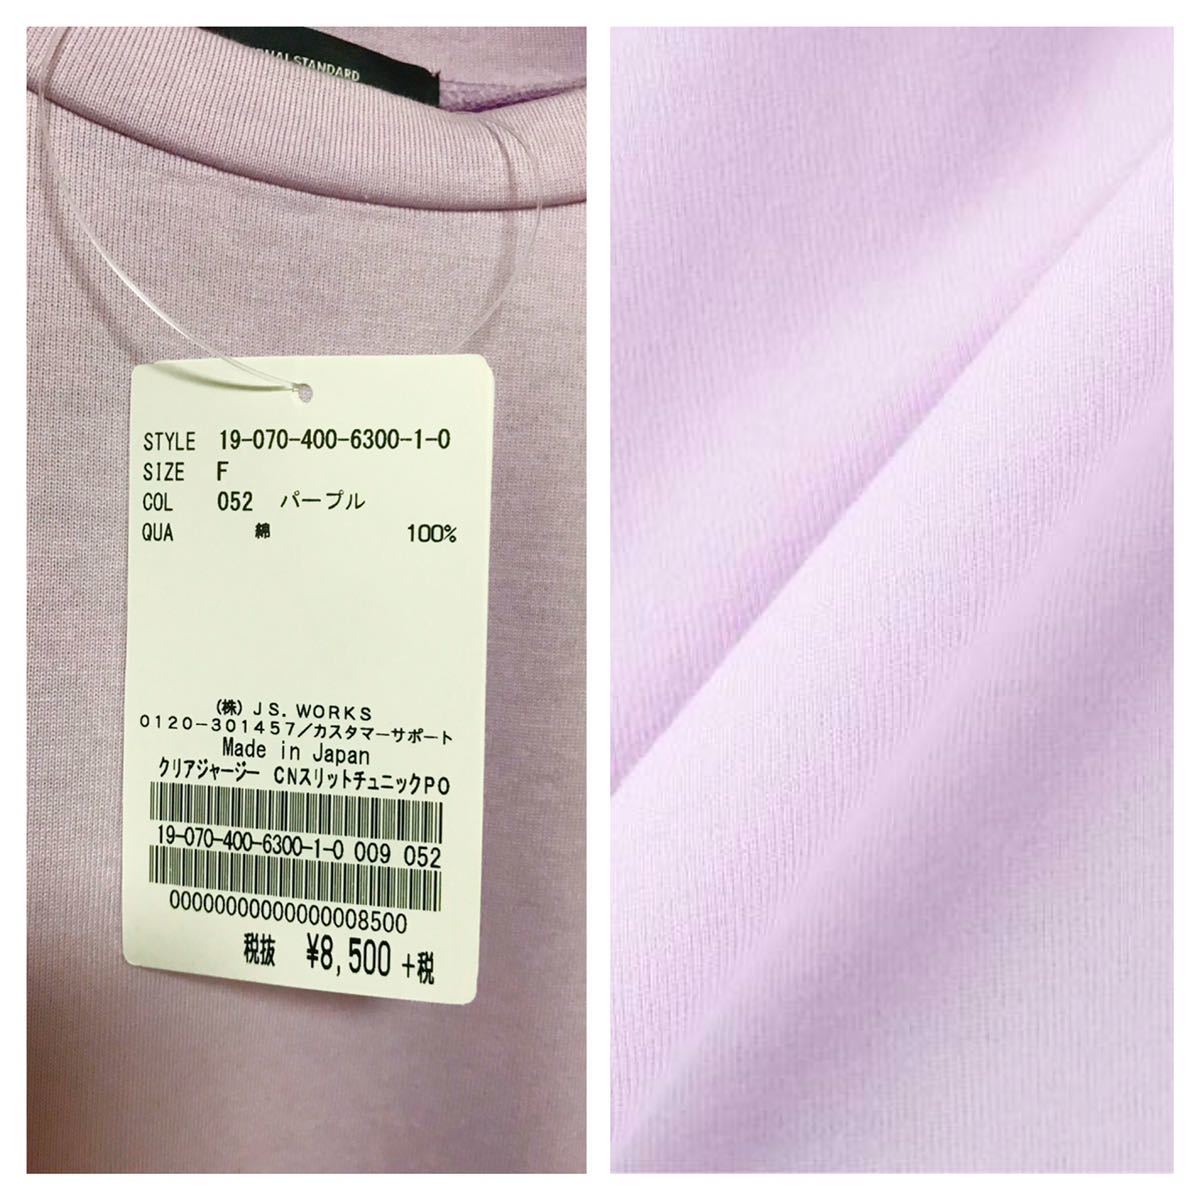 STANDARD
STYLE 19-070-400-6300-1-0
SIZE F
COL 052 パープル
QUA 綿 100%
(株)JS.WORKS
0120-301457/カスタマーサポート
Made in Japan
クリアジャージー CNスリットチュニックPO
19-070-400-6300-1-0 009 052
00000000000000008500
税抜 ¥8,500 +税